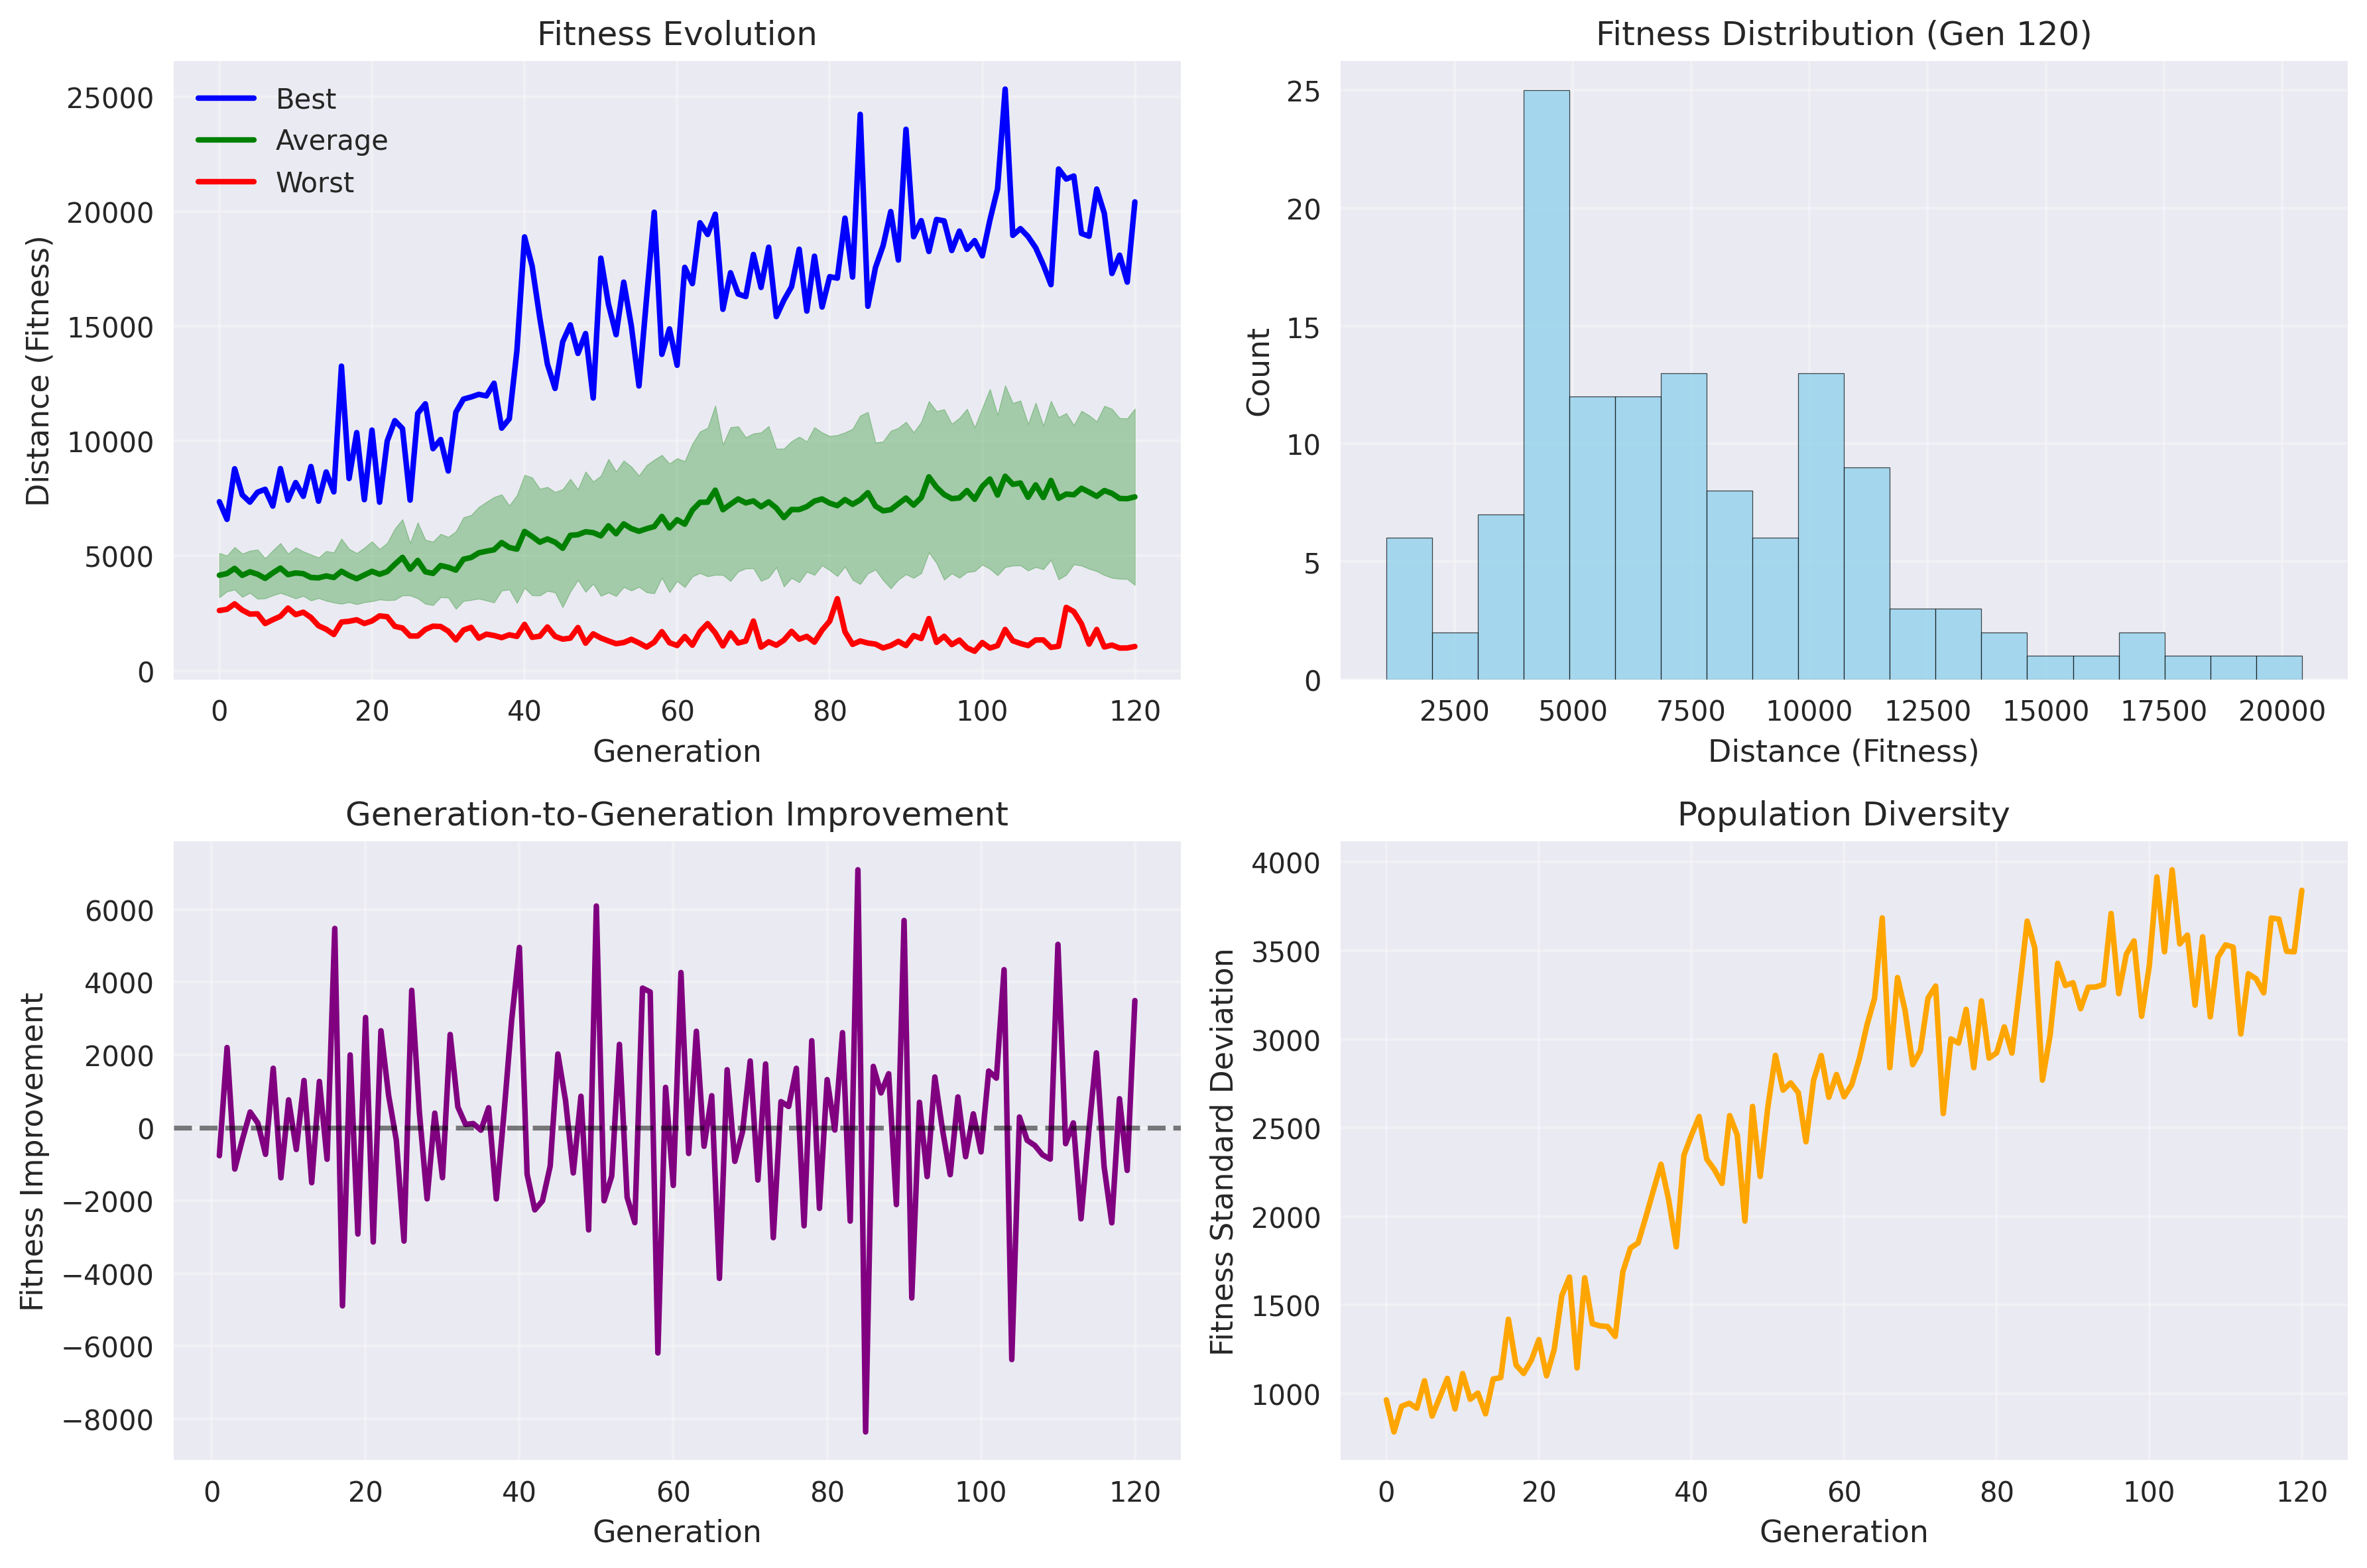 Fitness Evolution
Distance (Fitness)
25000
20000
15000
10000
5000
0
Best
Average
Worst
0 20 40 60 80 100 120
Generation
Fitness Distribution (Gen 120)
Count
25
20
15
10
5
0
2500 5000 7500 10000 12500 15000 17500 20000
Distance (Fitness)
Generation-to-Generation Improvement
Fitness Improvement
6000
4000
2000
0
−2000
−4000
−6000
−8000
0 20 40 60 80 100 120
Generation
Population Diversity
Fitness Standard Deviation
4000
3500
3000
2500
2000
1500
1000
0 20 40 60 80 100 120
Generation